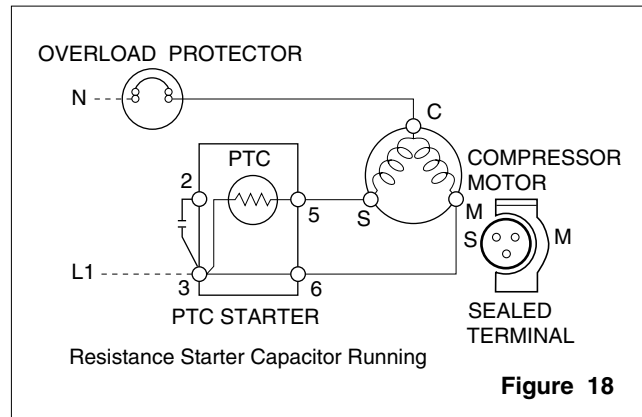 OVERLOAD PROTECTOR
N
C
PTC
COMPRESSOR
MOTOR
2
5
S
M
S
M
L1
3
6
PTC STARTER
SEALED
TERMINAL
Resistance Starter Capacitor Running
Figure 18